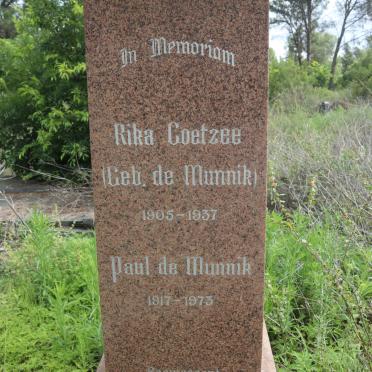 In Memoriam
Rika Coetzee
(Geb. de Munnik)
1905-1937
Paul de Munnik
1917-1973